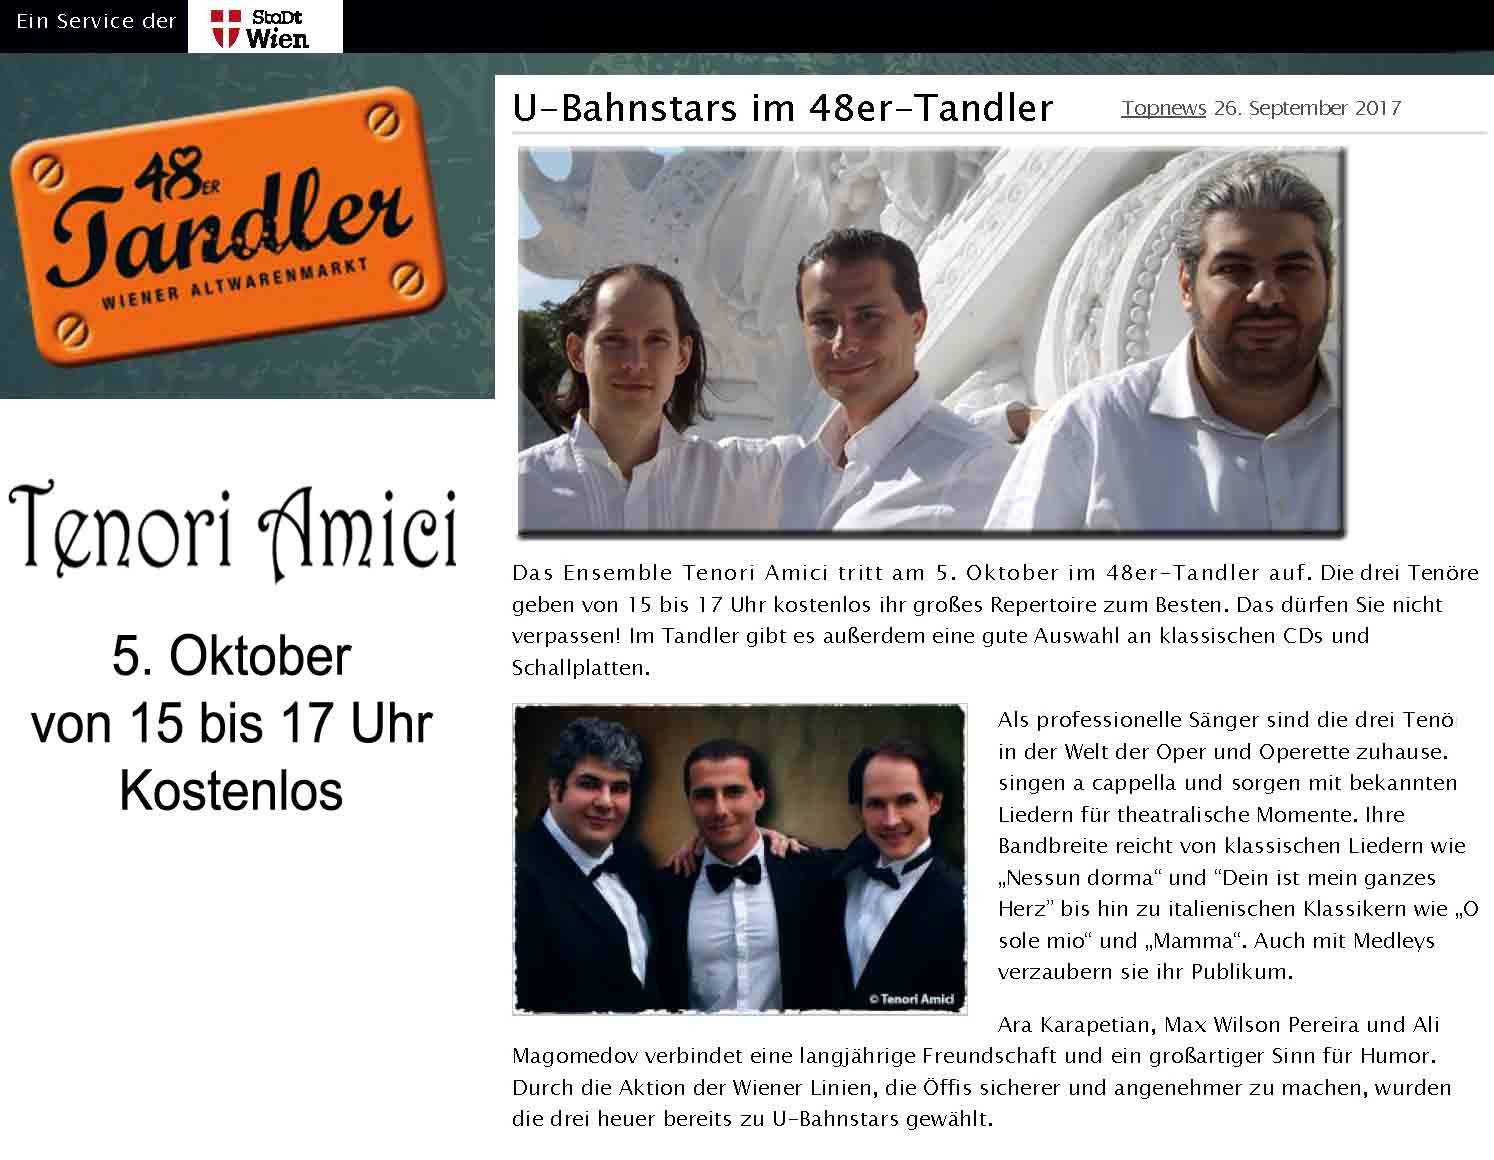 Ein Service der
StaDt
Wien
48ER
Tandler
WIENER ALTWARENMARKT
Tenori Amici
5. Oktober
von 15 bis 17 Uhr
Kostenlos
U-Bahnstars im 48er-Tandler
Topnews 26. September 2017
Das Ensemble Tenori Amici tritt am 5. Oktober im 48er-Tandler auf. Die drei Tenöre
geben von 15 bis 17 Uhr kostenlos ihr großes Repertoire zum Besten. Das dürfen Sie nicht
verpassen! Im Tandler gibt es außerdem eine gute Auswahl an klassischen CDs und
Schallplatten.
© Tenori Amici
Als professionelle Sänger sind die drei Tenö
in der Welt der Oper und Operette zuhause.
singen a cappella und sorgen mit bekannten
Liedern für theatralische Momente. Ihre
Bandbreite reicht von klassischen Liedern wie
„Nessun dorma“ und “Dein ist mein ganzes
Herz” bis hin zu italienischen Klassikern wie „O
sole mio“ und „Mamma“. Auch mit Medleys
verzaubern sie ihr Publikum.
Ara Karapetian, Max Wilson Pereira und Ali
Magomedov verbindet eine langjährige Freundschaft und ein großartiger Sinn für Humor.
Durch die Aktion der Wiener Linien, die Öffis sicherer und angenehmer zu machen, wurden
die drei heuer bereits zu U-Bahnstars gewählt.